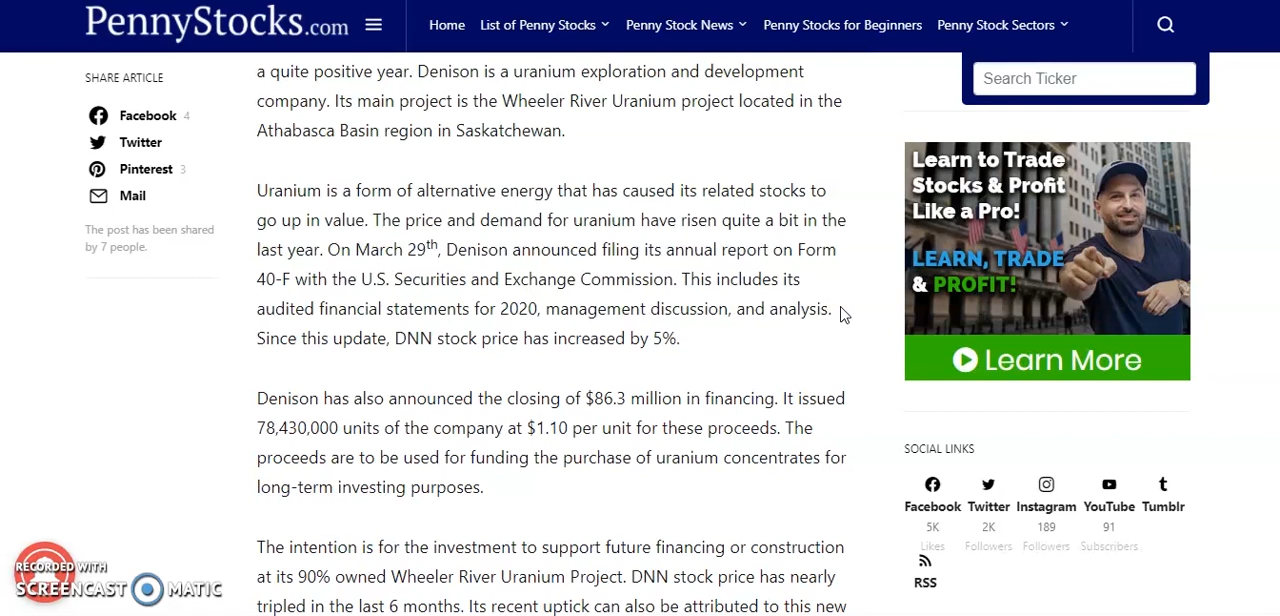 PennyStocks.com
Home
List of Penny Stocks
Penny Stock News
Penny Stocks for Beginners
Penny Stock Sectors
SHARE ARTICLE
Facebook 4
Twitter
Pinterest 3
Mail
The post has been shared
by 7 people.
a quite positive year. Denison is a uranium exploration and development
company. Its main project is the Wheeler River Uranium project located in the
Athabasca Basin region in Saskatchewan.
Uranium is a form of alternative energy that has caused its related stocks to
go up in value. The price and demand for uranium have risen quite a bit in the
last year. On March 29th, Denison announced filing its annual report on Form
40-F with the U.S. Securities and Exchange Commission. This includes its
audited financial statements for 2020, management discussion, and analysis.
Since this update, DNN stock price has increased by 5%.
Denison has also announced the closing of $86.3 million in financing. It issued
78,430,000 units of the company at $1.10 per unit for these proceeds. The
proceeds are to be used for funding the purchase of uranium concentrates for
long-term investing purposes.
The intention is for the investment to support future financing or construction
at its 90% owned Wheeler River Uranium Project. DNN stock price has nearly
tripled in the last 6 months. Its recent uptick can also be attributed to this new
Search Ticker
Learn to Trade
Stocks & Profit
Like a Pro!
LEARN, TRADE
& PROFIT!
Learn More
SOCIAL LINKS
Facebook Twitter Instagram YouTube Tumblr
5K 2K 189 91
Likes Followers Followers Subscribers
RSS
RECORDED WITH
SCREENCAST MATIC